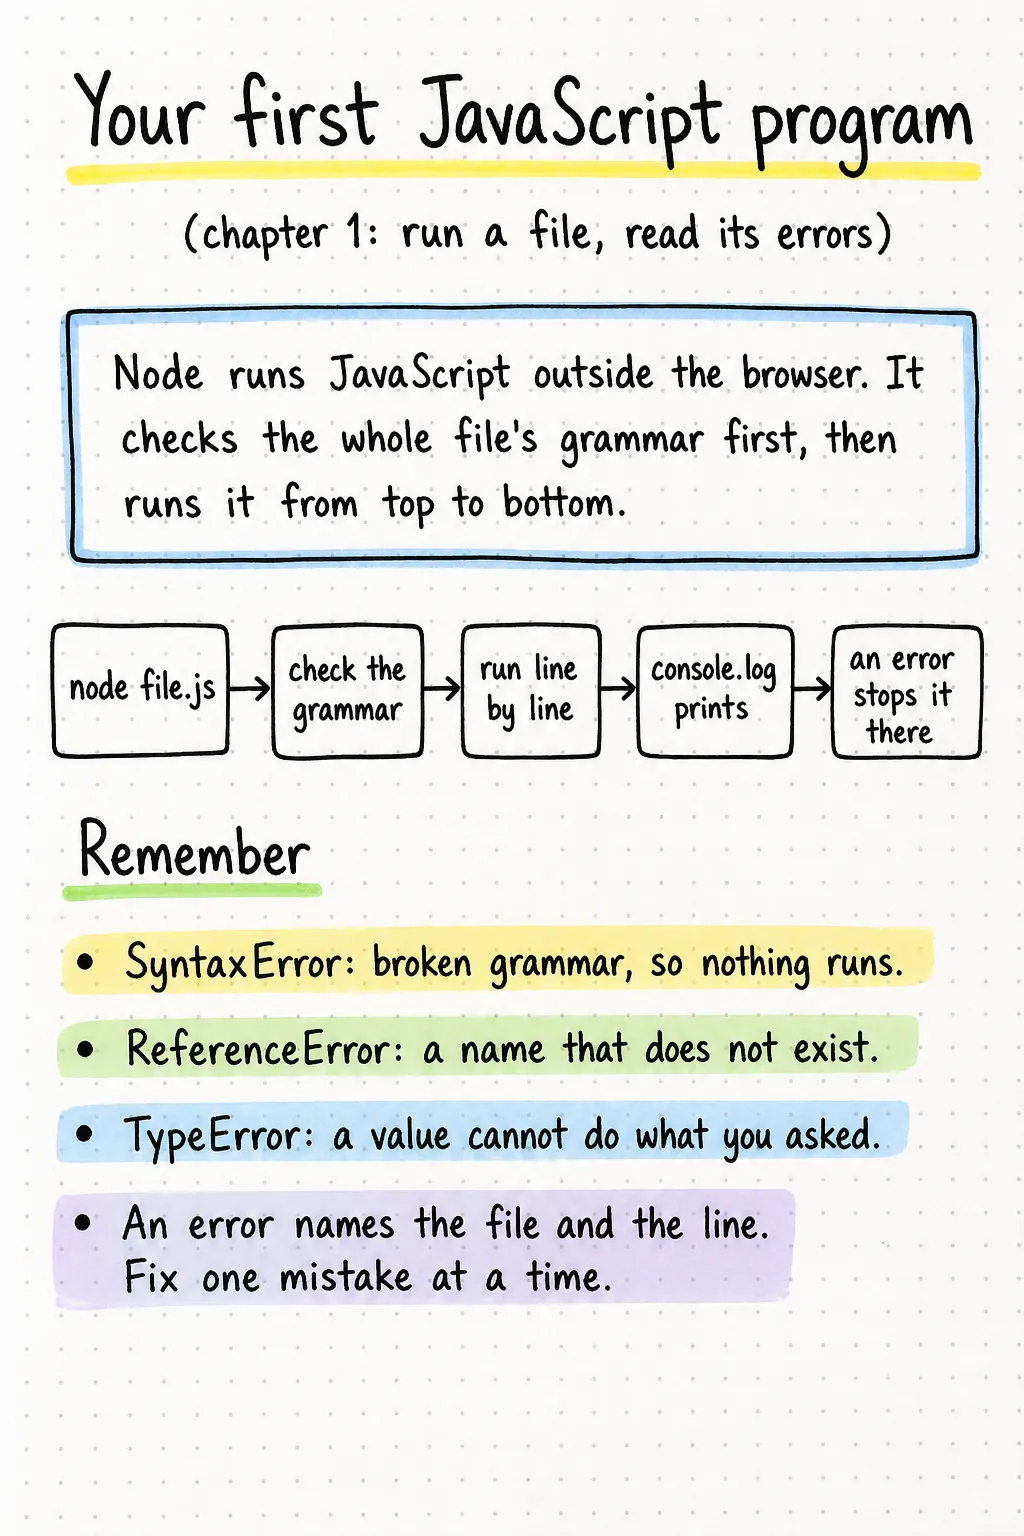 Your first JavaScript program
(chapter 1: run a file, read its errors)
Node runs JavaScript outside the browser. It
checks the whole file's grammar first, then
runs it from top to bottom.
node file.js
check the
grammar
run line
by line
console.log
prints
an error
stops it
there
Remember
• SyntaxError: broken grammar, so nothing runs.
• ReferenceError: a name that does not exist.
• TypeError: a value cannot do what you asked.
• An error names the file and the line.
Fix one mistake at a time.